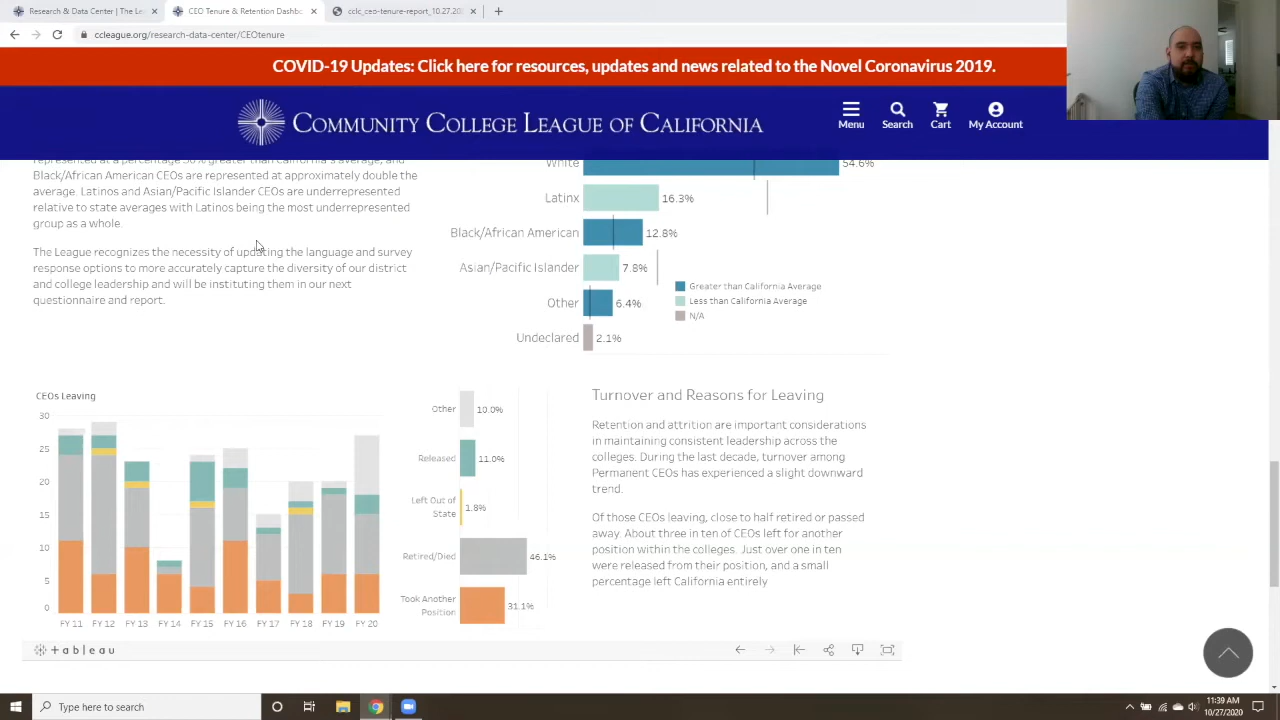 Research & Data Center | The Lea
CEO Tenure & Retention Dashbo
cclc_ceo-tenure-report_10.27.202
ccleague.org/research-data-center/CEOtenure
COVID-19 Updates: Click here for resources, updates and news related to the Novel Coronavirus 2019.
COMMUNITY COLLEGE LEAGUE OF CALIFORNIA
Menu
Search
Cart
My Account
represented at a percentage 30% greater than California's average, and
Black/African American CEOs are represented at approximately double the
average. Latinos and Asian/Pacific Islander CEOs are underrepresented
relative to state averages with Latinos being the most underrepresented
group as a whole.
The League recognizes the necessity of updating the language and survey
response options to more accurately capture the diversity of our district
and college leadership and will be instituting them in our next
questionnaire and report.
White 54.6%
Latinx 16.3%
Black/African American 12.8%
Asian/Pacific Islander 7.8%
Other 6.4%
Undeclared 2.1%
Greater than California Average
Less than California Average
N/A
CEOs Leaving
30
25
20
15
10
5
0
FY 11 FY 12 FY 13 FY 14 FY 15 FY 16 FY 17 FY 18 FY 19 FY 20
Other 10.0%
Released 11.0%
Left Out of
State 1.8%
Retired/Died 46.1%
Took Another
Position 31.1%
Turnover and Reasons for Leaving
Retention and attrition are important considerations
in maintaining consistent leadership across the
colleges. During the last decade, turnover among
Permanent CEOs has experienced a slight downward
trend.
Of those CEOs leaving, close to half retired or passed
away. About three in ten of CEOs left for another
position within the colleges. Just over one in ten
were released from their position, and a small
percentage left California entirely
+ableau
Type here to search
11:39 AM
10/27/2020